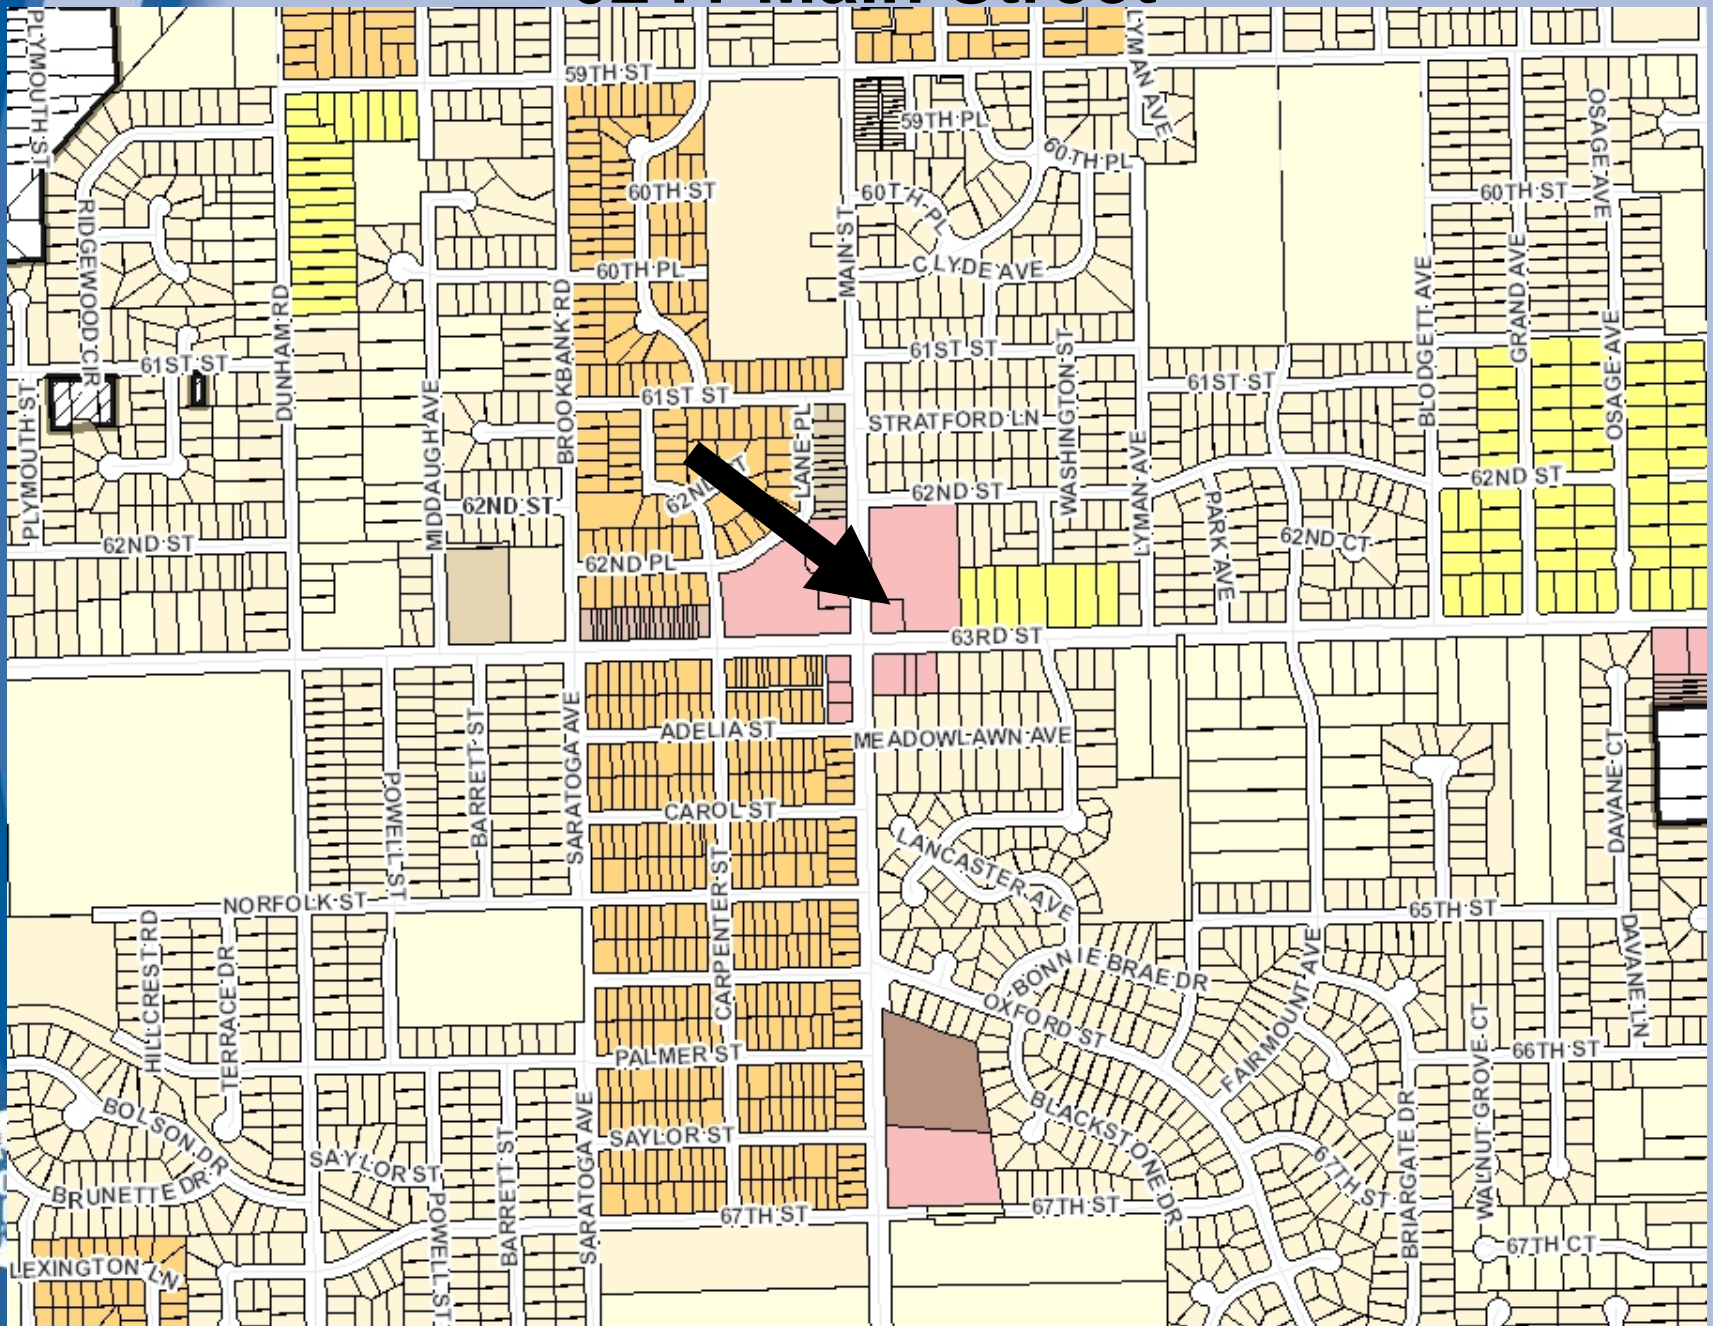 Main Street
PLYMOUTH ST
59TH ST
LYMAN AVE
OSAGE AVE
59TH PL
60TH PL
60TH ST
60TH PL
60TH ST
RIDGEWOOD CIR
MAIN ST
CLYDE AVE
60TH PL
DUNHAM RD
BROOKBANK RD
BLODGETT AVE
GRAND AVE
61ST ST
61ST ST
WASHINGTON ST
61ST ST
61ST ST
OSAGE AVE
PLYMOUTH ST
MIDDAUGH AVE
STRATFORD LN
LANE PL
LYMAN AVE
62ND ST
62ND ST
62ND ST
62ND ST
PARK AVE
62ND CT
62ND PL
63RD ST
SARATOGA AVE
BARRETT ST
ADELIA ST
MEADOWLAWN AVE
DAVANE CT
POWELL ST
CAROL ST
LANCASTER AVE
CARPENTER ST
NORFOLK ST
65TH ST
HILLCREST RD
TERRACE DR
BONNIE BRAE DR
FAIRMOUNT AVE
DAVANE LN
OXFORD ST
WALNUT GROVE CT
PALMER ST
66TH ST
BOLSON DR
BLACKSTONE DR
BRIARGATE DR
SAYLOR ST
SAYLOR ST
BARRETT ST
SARATOGA AVE
67TH ST
BRUNETTE DR
POWELL ST
67TH ST
67TH ST
67TH CT
LEXINGTON LN